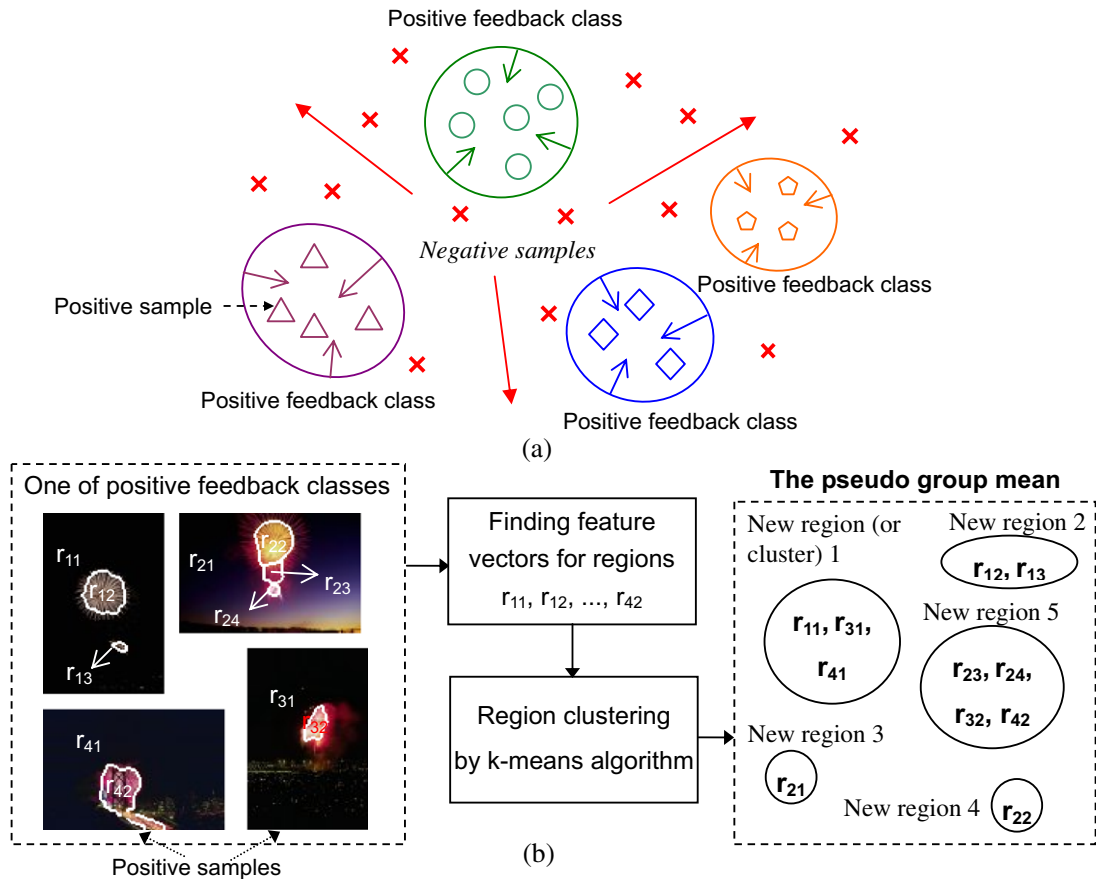 Positive feedback class
Negative samples
Positive feedback class
Positive sample
Positive feedback class
Positive feedback class
(a)
One of positive feedback classes
r11
r12
r13
r21
r22
r23
r24
r31
r32
r41
r42
Positive samples
Finding feature
vectors for regions
r11, r12, ..., r42
Region clustering
by k-means algorithm
The pseudo group mean
New region (or
cluster) 1
r11, r31,
r41
New region 2
r12, r13
New region 5
r23, r24,
r32, r42
New region 3
r21
New region 4
r22
(b)